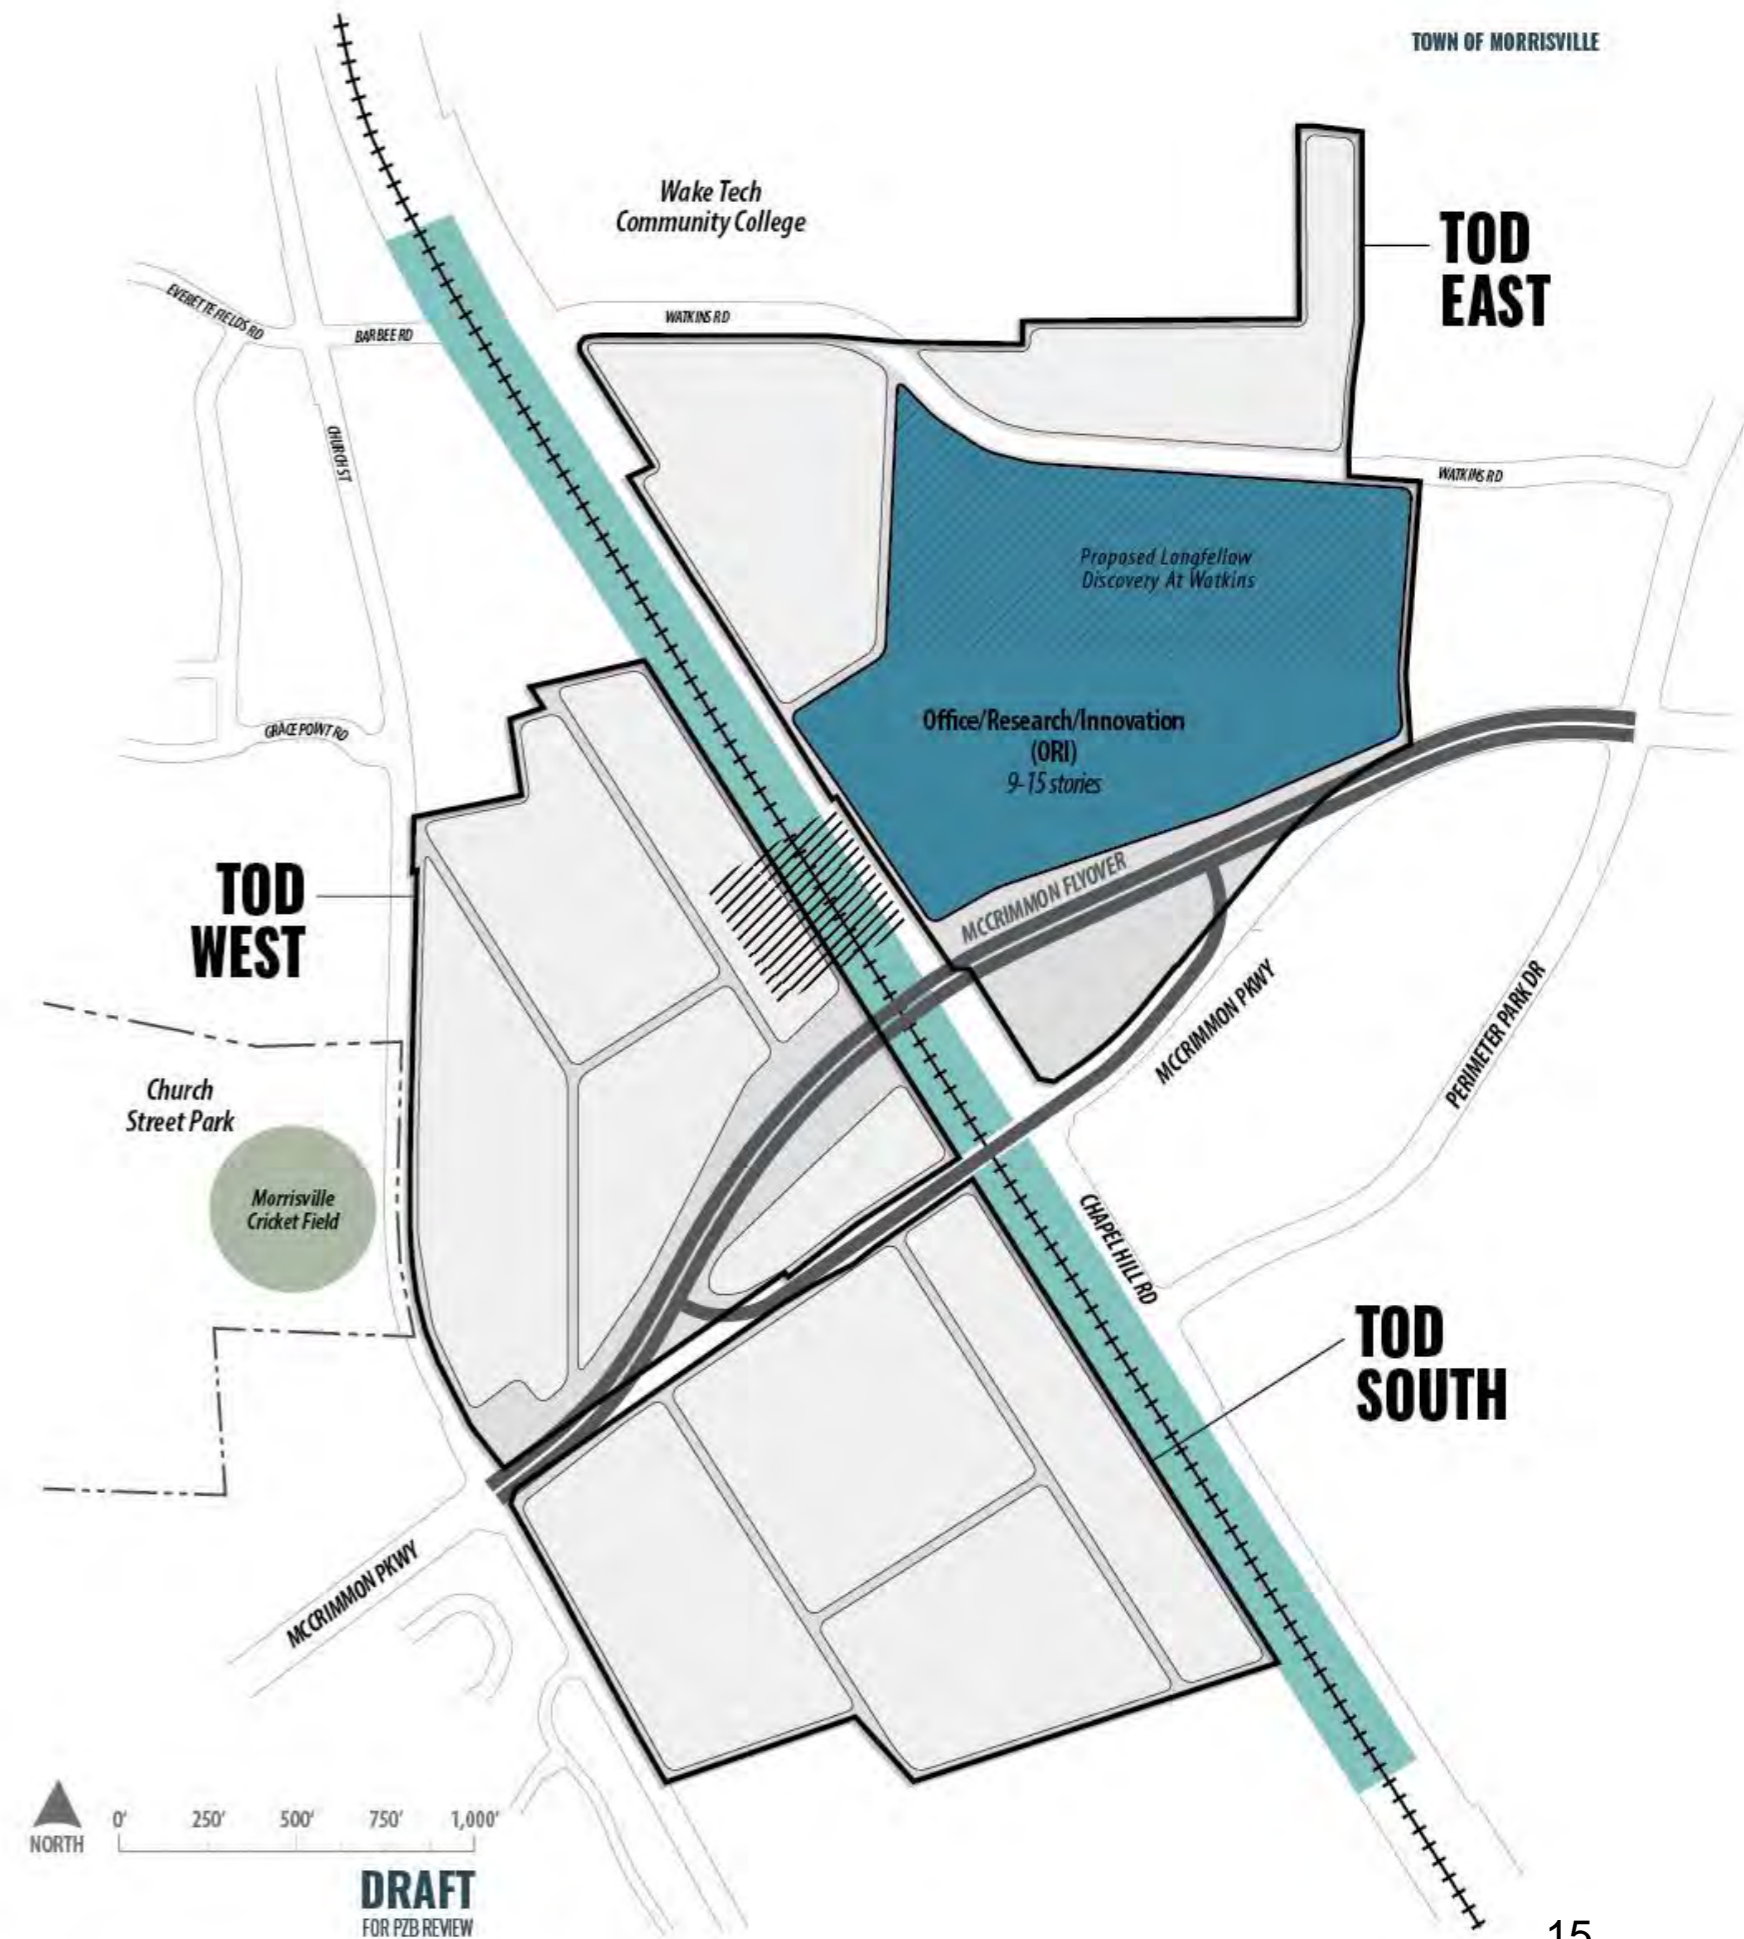 TOWN OF MORRISVILLE
Wake Tech
Community College
TOD
EAST
EVERETTE FIELDS RD
BARBEE RD
WATKINS RD
CHURCH ST
WATKINS RD
Proposed Longfellow
Discovery At Watkins
GRACE POINT RD
Office/Research/Innovation
(ORI)
9-15 stories
TOD
WEST
MCCRIMMON FLYOVER
MCCRIMMON PKWY
PERIMETER PARK DR
Church
Street Park
Morrisville
Cricket Field
CHAPEL HILL RD
TOD
SOUTH
MCCRIMMON PKWY
NORTH
0' 250' 500' 750' 1,000'
DRAFT
FOR PZB REVIEW
15